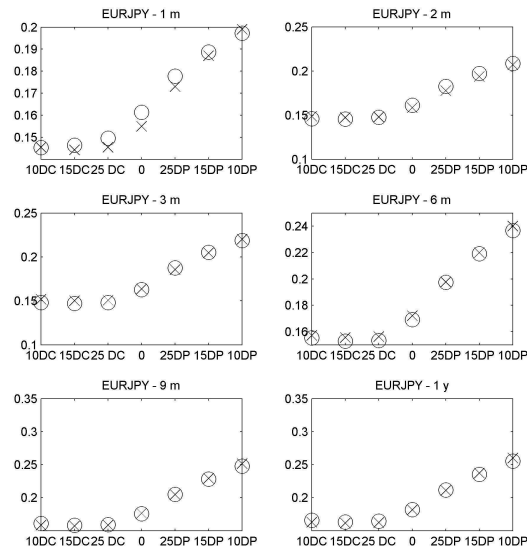 EURJPY - 1 m
0.2
0.19
0.18
0.17
0.16
0.15
10DC 15DC 25 DC 0 25DP 15DP 10DP
EURJPY - 2 m
0.25
0.2
0.15
0.1
10DC 15DC 25 DC 0 25DP 15DP 10DP
EURJPY - 3 m
0.25
0.2
0.15
0.1
10DC 15DC 25 DC 0 25DP 15DP 10DP
EURJPY - 6 m
0.24
0.22
0.2
0.18
0.16
10DC 15DC 25 DC 0 25DP 15DP 10DP
EURJPY - 9 m
0.35
0.3
0.25
0.2
10DC 15DC 25 DC 0 25DP 15DP 10DP
EURJPY - 1 y
0.35
0.3
0.25
0.2
10DC 15DC 25 DC 0 25DP 15DP 10DP